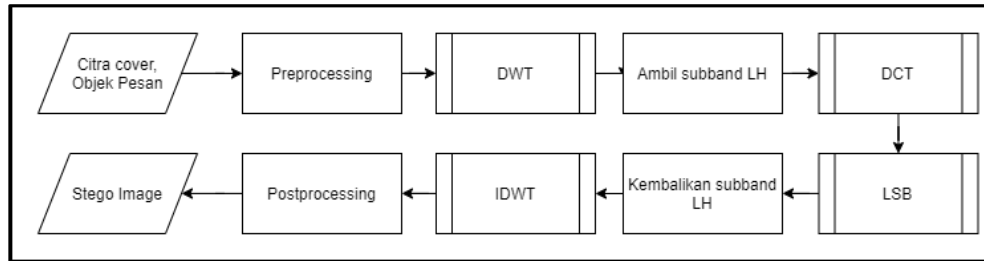 Citra cover,
Objek Pesan
Preprocessing
DWT
Ambil subband LH
DCT
Stego Image
Postprocessing
IDWT
Kembalikan subband
LH
LSB